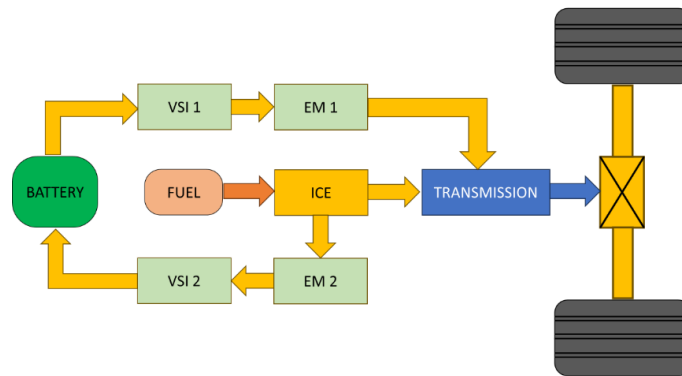 VSI 1
EM 1
BATTERY
FUEL
ICE
TRANSMISSION
VSI 2
EM 2